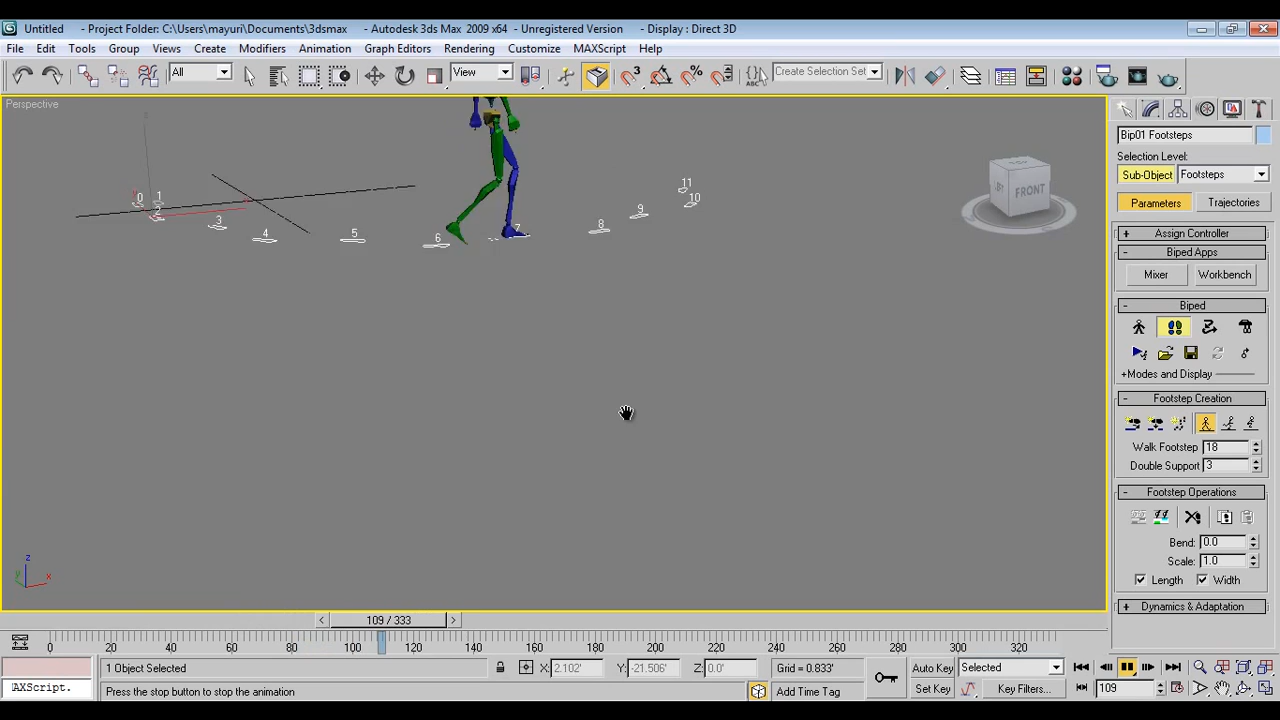 Untitled - Project Folder: C:\Users\mayuri\Documents\3dsmax - Autodesk 3ds Max 2009 x64 - Unregistered Version - Display : Direct 3D
File Edit Tools Group Views Create Modifiers Animation Graph Editors Rendering Customize MAXScript Help
All View 3 Create Selection Set
Perspective
Bip01 Footsteps
Selection Level:
Sub-Object Footsteps
Parameters Trajectories
+ Assign Controller
- Biped Apps
Mixer Workbench
- Biped
+Modes and Display
- Footstep Creation
Walk Footstep 18
Double Support 3
- Footstep Operations
Bend: 0.0
Scale: 1.0
Length Width
+ Dynamics & Adaptation
FRONT
0 1 2 3 4 5 6 7 8 9 10 11
z x y
< 109 / 333 >
0 20 40 60 80 100 120 140 160 180 200 220 240 260 280 300 320
1 Object Selected X: 2.102' Y: -21.506' Z: 0.0' Grid = 0.833' Auto Key Selected
AXScript. Press the stop button to stop the animation Add Time Tag Set Key Key Filters... 109